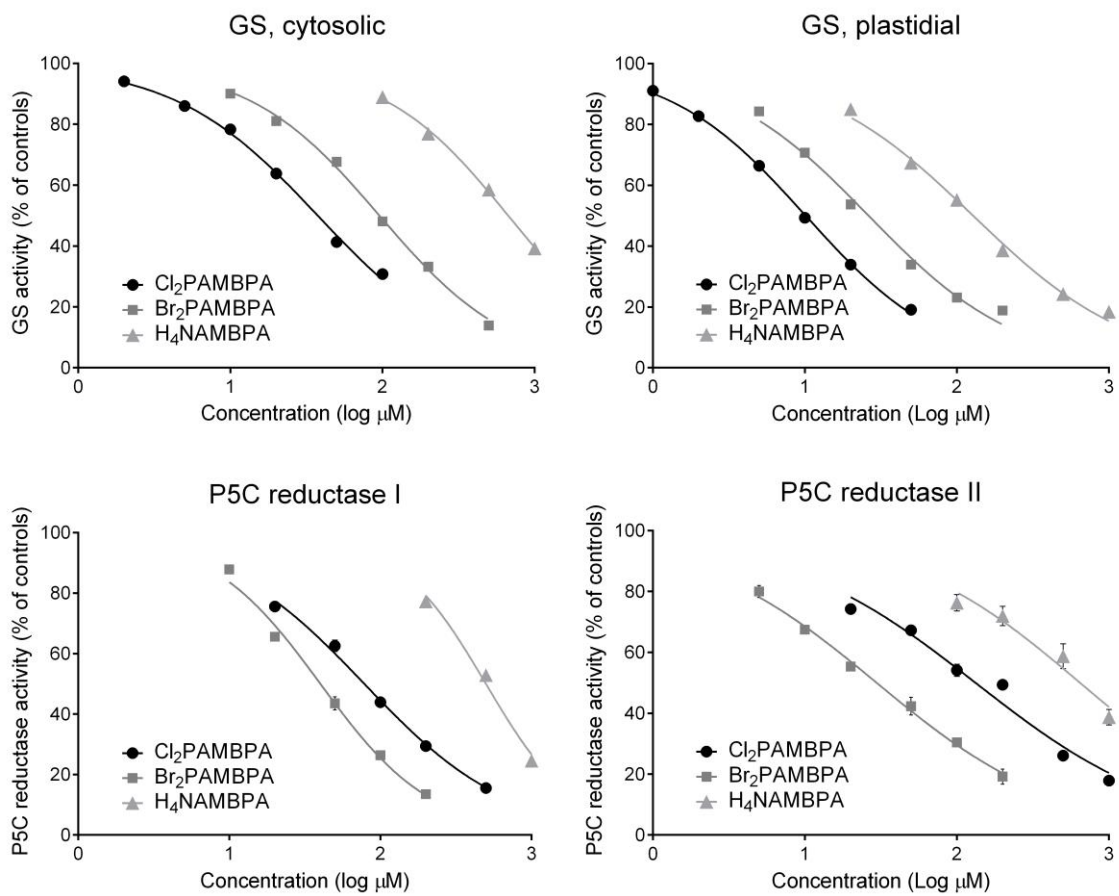 GS, cytosolic
GS activity (% of controls)
100
80
60
40
20
0
Cl₂PAMBPA
Br₂PAMBPA
H₄NAMBPA
0 1 2 3
Concentration (log μM)
GS, plastidial
GS activity (% of controls)
100
80
60
40
20
0
Cl₂PAMBPA
Br₂PAMBPA
H₄NAMBPA
0 1 2 3
Concentration (Log μM)
P5C reductase I
P5C reductase activity (% of controls)
100
80
60
40
20
0
Cl₂PAMBPA
Br₂PAMBPA
H₄NAMBPA
0 1 2 3
Concentration (log μM)
P5C reductase II
P5C reductase activity (% of controls)
100
80
60
40
20
0
Cl₂PAMBPA
Br₂PAMBPA
H₄NAMBPA
0 1 2 3
Concentration (Log μM)